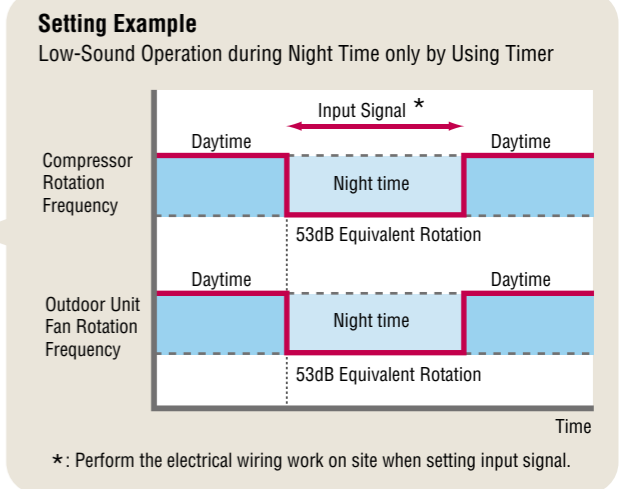 Setting Example
Low-Sound Operation during Night Time only by Using Timer
Input Signal *
Daytime
Daytime
Compressor
Rotation
Frequency
Night time
53dB Equivalent Rotation
Daytime
Daytime
Outdoor Unit
Fan Rotation
Frequency
Night time
53dB Equivalent Rotation
Time
*: Perform the electrical wiring work on site when setting input signal.